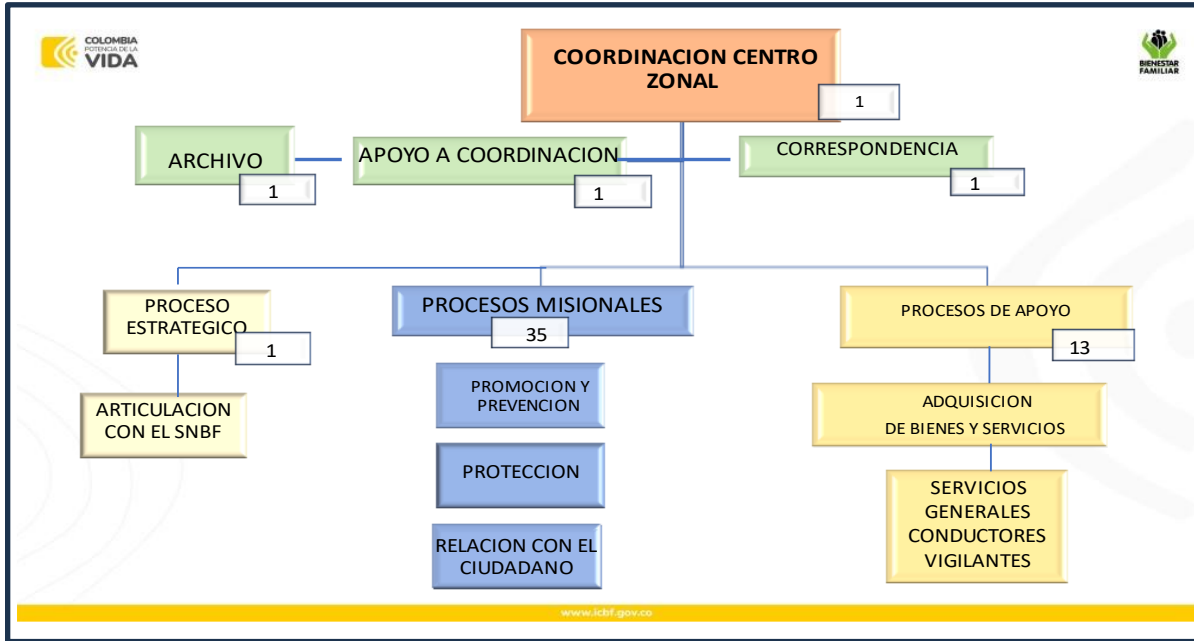 COLOMBIA
POTENCIA DE LA
VIDA
COORDINACION CENTRO
ZONAL
1
BIENESTAR
FAMILIAR
ARCHIVO
1
APOYO A COORDINACION
1
CORRESPONDENCIA
1
PROCESO
ESTRATEGICO
1
PROCESOS MISIONALES
35
PROCESOS DE APOYO
13
ARTICULACION
CON EL SNBF
PROMOCION Y
PREVENCION
PROTECCION
RELACION CON EL
CIUDADANO
ADQUISICION
DE BIENES Y SERVICIOS
SERVICIOS
GENERALES
CONDUCTORES
VIGILANTES
www.icbf.gov.co